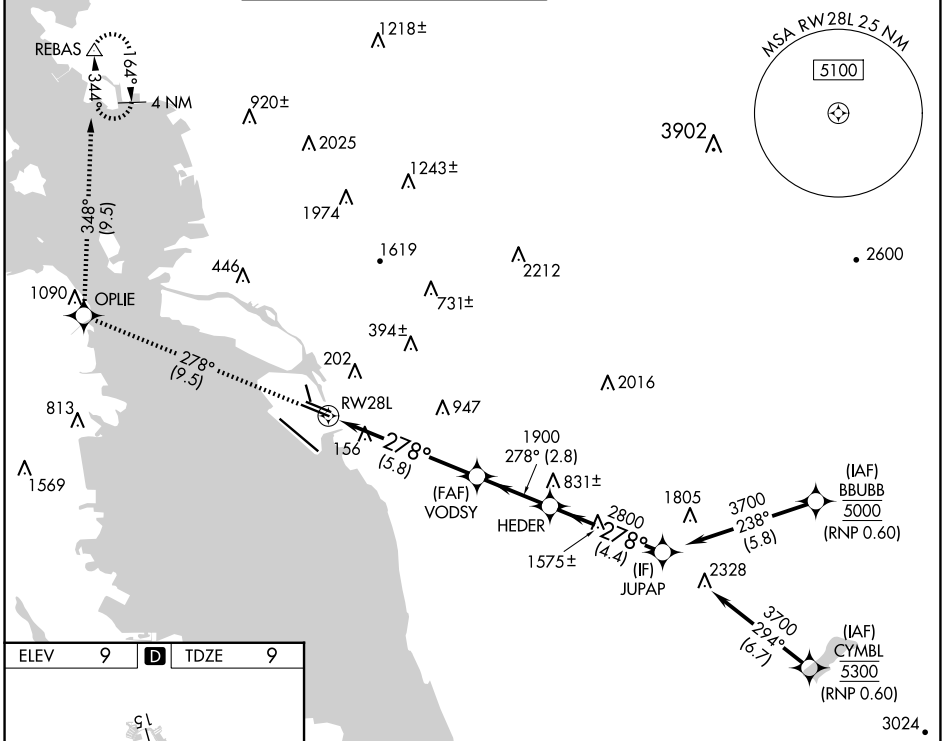 1218±
REBAS
164°
344°
4 NM
MSA RW28L 25 NM
5100
920±
2025
3902
1243±
1974
348°
(9.5)
1619
446
2212
2600
1090
OPLIE
731±
394±
278°
(9.5)
202
2016
RW28L
813
947
156
278°
(5.8)
1900
278° (2.8)
1569
(FAF)
VODSY
831±
HEDER
1805
3700
238°
(5.8)
(IAF)
BBUBB
5000
(RNP 0.60)
2800
278°
(4.4)
1575±
(IF)
JUPAP
2328
3700
294°
(6.7)
(IAF)
CYMBL
5300
(RNP 0.60)
ELEV 9 D TDZE 9
15
3024